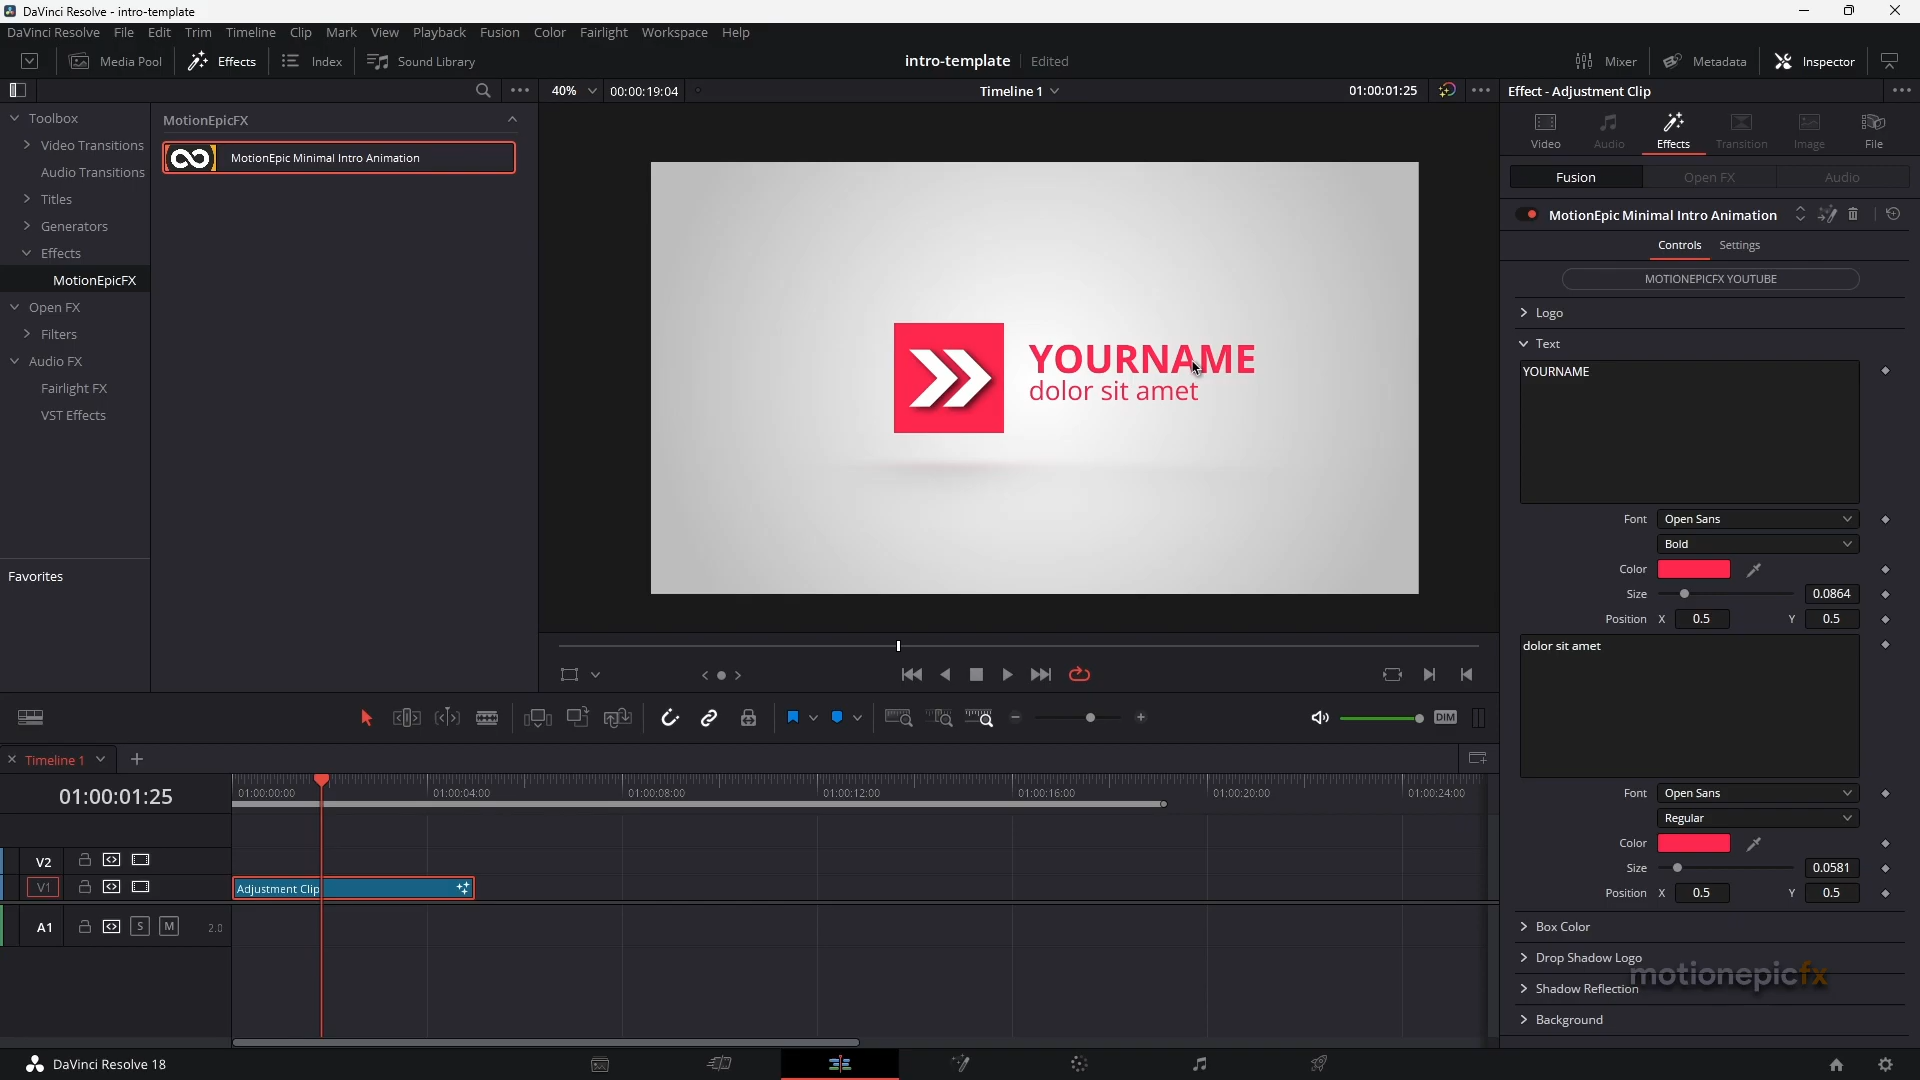 DaVinci Resolve - intro-template
DaVinci Resolve File Edit Trim Timeline Clip Mark View Playback Fusion Color Fairlight Workspace Help
Media Pool Effects Index Sound Library intro-template Edited Mixer Metadata Inspector
40% 00:00:19:04 Timeline 1 01:00:01:25 Effect - Adjustment Clip
Toolbox
Video Transitions
Audio Transitions
Titles
Generators
Effects
MotionEpicFX
Open FX
Filters
Audio FX
Fairlight FX
VST Effects
Favorites
MotionEpicFX
MotionEpic Minimal Intro Animation
YOURNAME
dolor sit amet
Video Audio Effects Transition Image File
Fusion Open FX Audio
MotionEpic Minimal Intro Animation
Controls Settings
MOTIONEPICFX YOUTUBE
Logo
Text
YOURNAME
Font Open Sans
Bold
Color
Size 0.0864
Position X 0.5 Y 0.5
dolor sit amet
Font Open Sans
Regular
Color
Size 0.0581
Position X 0.5 Y 0.5
Box Color
Drop Shadow Logo
Shadow Reflection
Background
motionepicfx
DIM
Timeline 1
01:00:01:25
01:00:00:00 01:00:04:00 01:00:08:00 01:00:12:00 01:00:16:00 01:00:20:00 01:00:24:00
V2
V1 Adjustment Clip
A1 S M 2.0
DaVinci Resolve 18